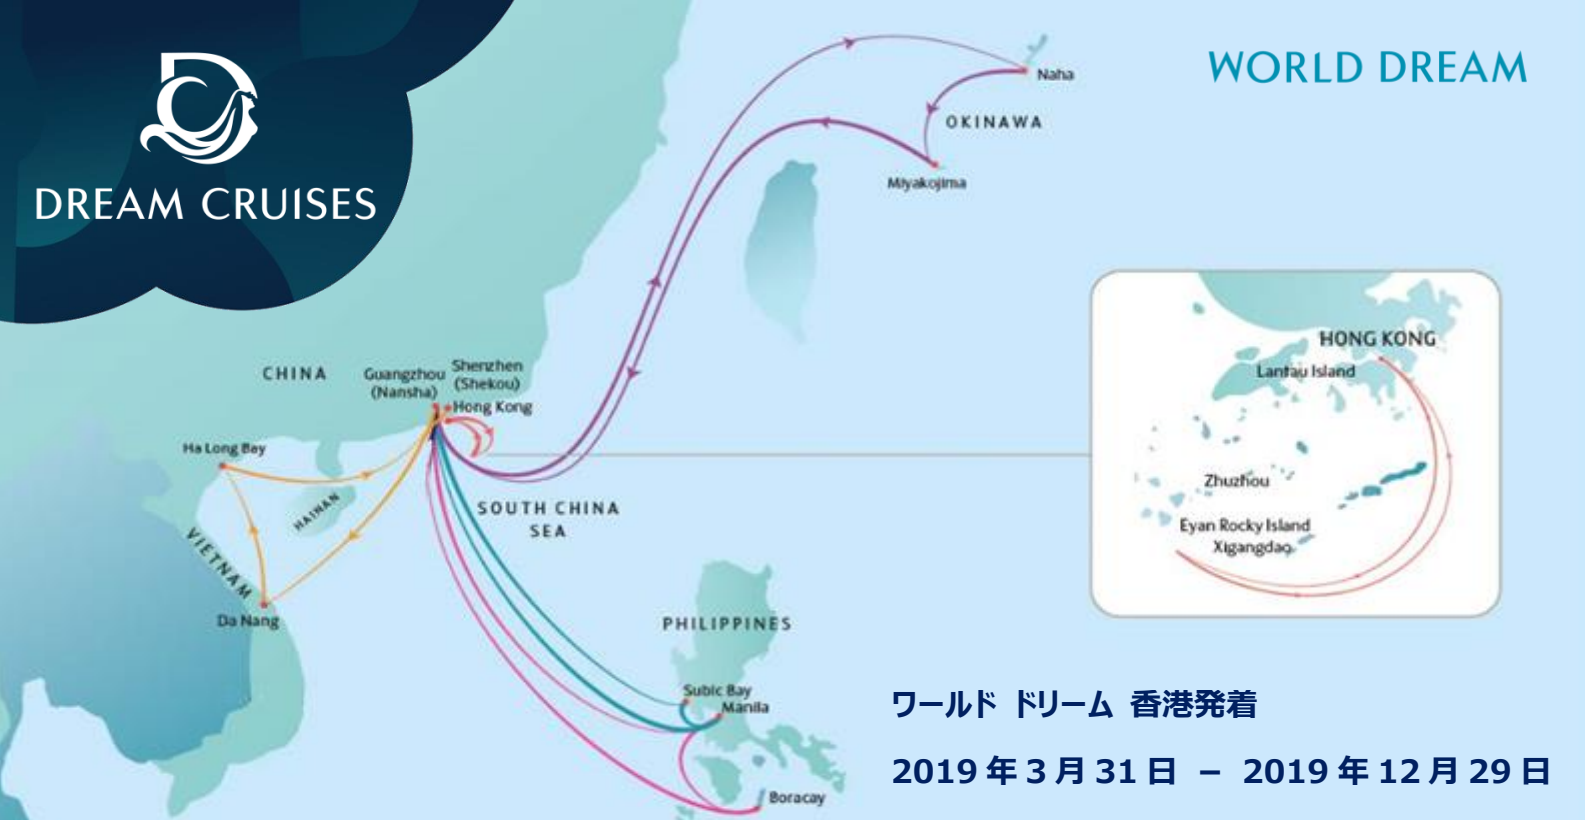 DREAM CRUISES
WORLD DREAM
Naha
OKINAWA
Miyakojima
CHINA
Guangzhou
(Nansha)
Shenzhen
(Shekou)
Hong Kong
Ha Long Bay
HAINAN
VIETNAM
Da Nang
SOUTH CHINA
SEA
PHILIPPINES
Subic Bay
Manila
Boracay
HONG KONG
Lantau Island
Zhuzhou
Eyan Rocky Island
Xigangdao
ワールド ドリーム 香港発着
2019年3月31日 – 2019年12月29日